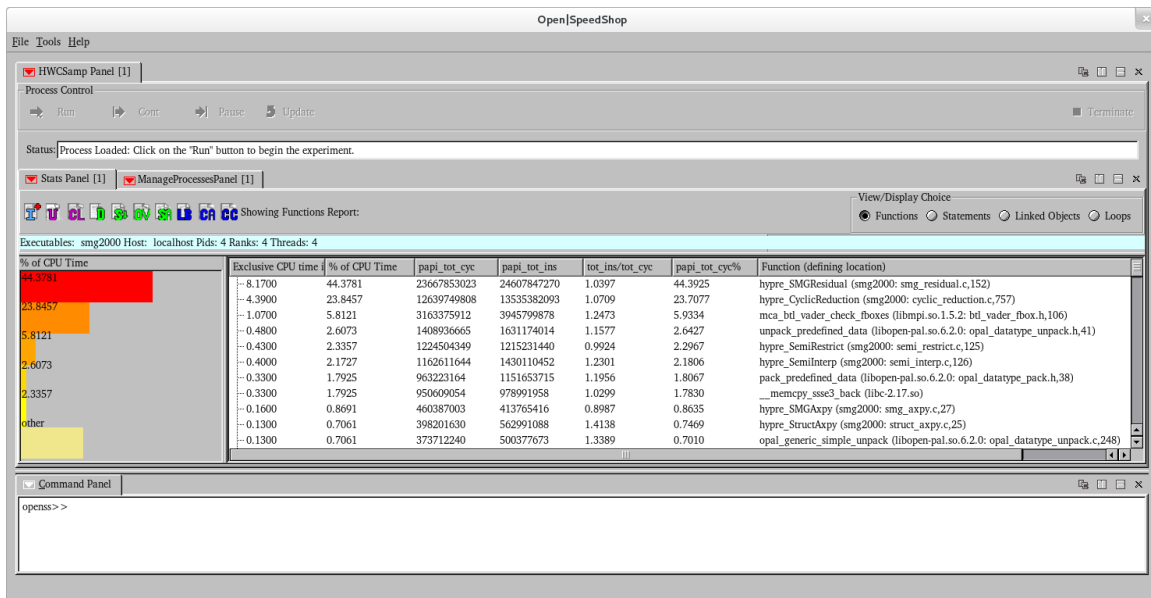 Open|SpeedShop
File Tools Help
HWCSamp Panel [1]
Process Control
Run Cont Pause Update Terminate
Status: Process Loaded: Click on the "Run" button to begin the experiment.
Stats Panel [1] ManageProcessesPanel [1]
View/Display Choice
I U CL D SA OV SA LB CA CC Showing Functions Report: Functions Statements Linked Objects Loops
Executables: smg2000 Host: localhost Pids: 4 Ranks: 4 Threads: 4
% of CPU Time
44.3781
23.8457
5.8121
2.6073
2.3357
other
Exclusive CPU time i % of CPU Time papi_tot_cyc papi_tot_ins tot_ins/tot_cyc papi_tot_cyc% Function (defining location)
8.1700 44.3781 23667853023 24607847270 1.0397 44.3925 hypre_SMGResidual (smg2000: smg_residual.c,152)
4.3900 23.8457 12639749808 13535382093 1.0709 23.7077 hypre_CyclicReduction (smg2000: cyclic_reduction.c,757)
1.0700 5.8121 3163375912 3945799878 1.2473 5.9334 mca_btl_vader_check_fboxes (libmpi.so.1.5.2: btl_vader_fbox.h,106)
0.4800 2.6073 1408936665 1631174014 1.1577 2.6427 unpack_predefined_data (libopen-pal.so.6.2.0: opal_datatype_unpack.h,41)
0.4300 2.3357 1224504349 1215231440 0.9924 2.2967 hypre_SemiRestrict (smg2000: semi_restrict.c,125)
0.4000 2.1727 1162611644 1430110452 1.2301 2.1806 hypre_SemiInterp (smg2000: semi_interp.c,126)
0.3300 1.7925 963223164 1151653715 1.1956 1.8067 pack_predefined_data (libopen-pal.so.6.2.0: opal_datatype_pack.h,38)
0.3300 1.7925 950609054 978991958 1.0299 1.7830 __memcpy_ssse3_back (libc-2.17.so)
0.1600 0.8691 460387003 413765416 0.8987 0.8635 hypre_SMGAxpy (smg2000: smg_axpy.c,27)
0.1300 0.7061 398201630 562991088 1.4138 0.7469 hypre_StructAxpy (smg2000: struct_axpy.c,25)
0.1300 0.7061 373712240 500377673 1.3389 0.7010 opal_generic_simple_unpack (libopen-pal.so.6.2.0: opal_datatype_unpack.c,248)
Command Panel
openss>>